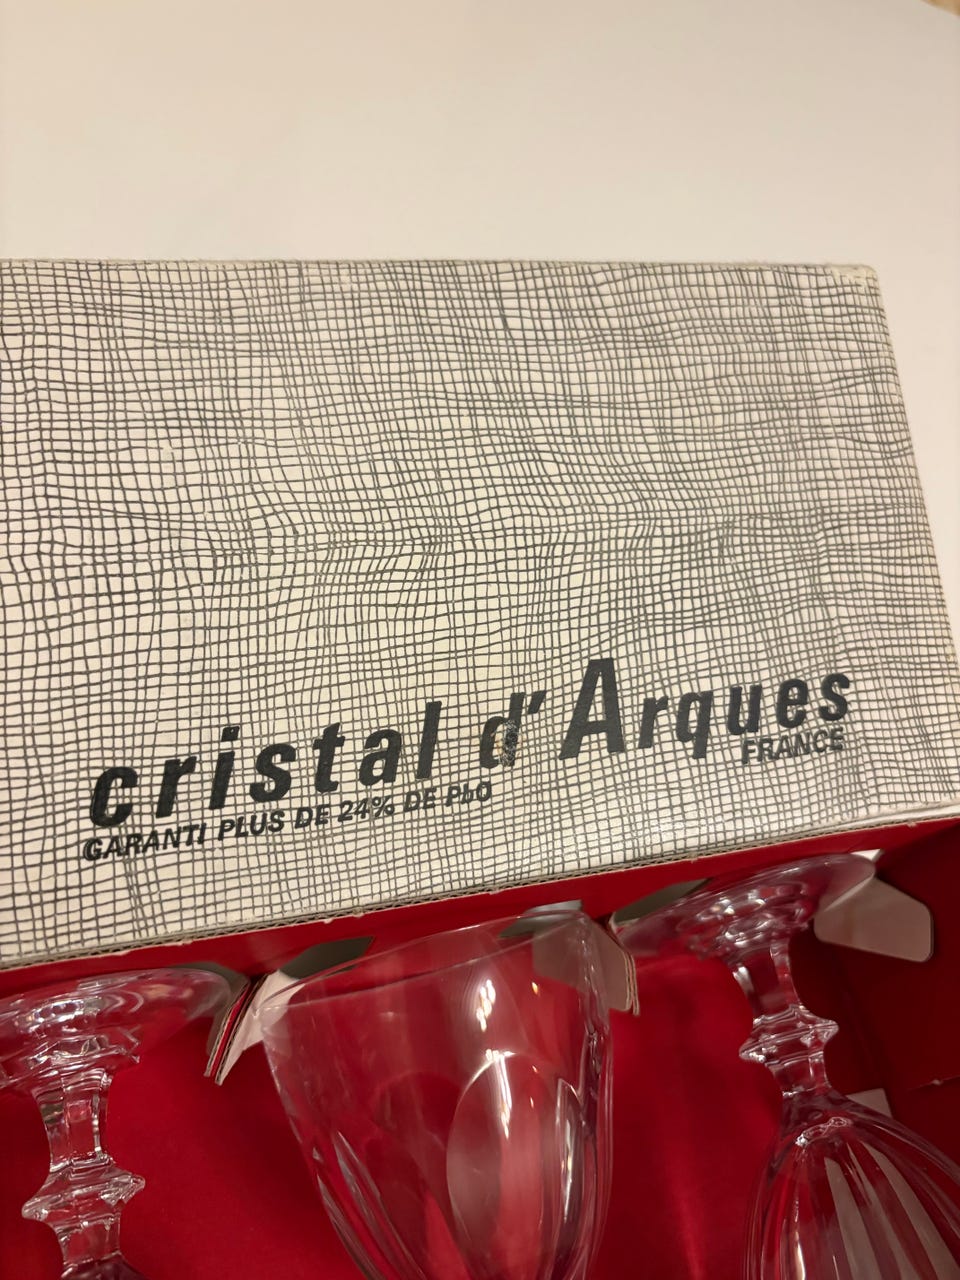 cristal d'Arques
FRANCE
GARANTI PLUS DE 24% DE PbO